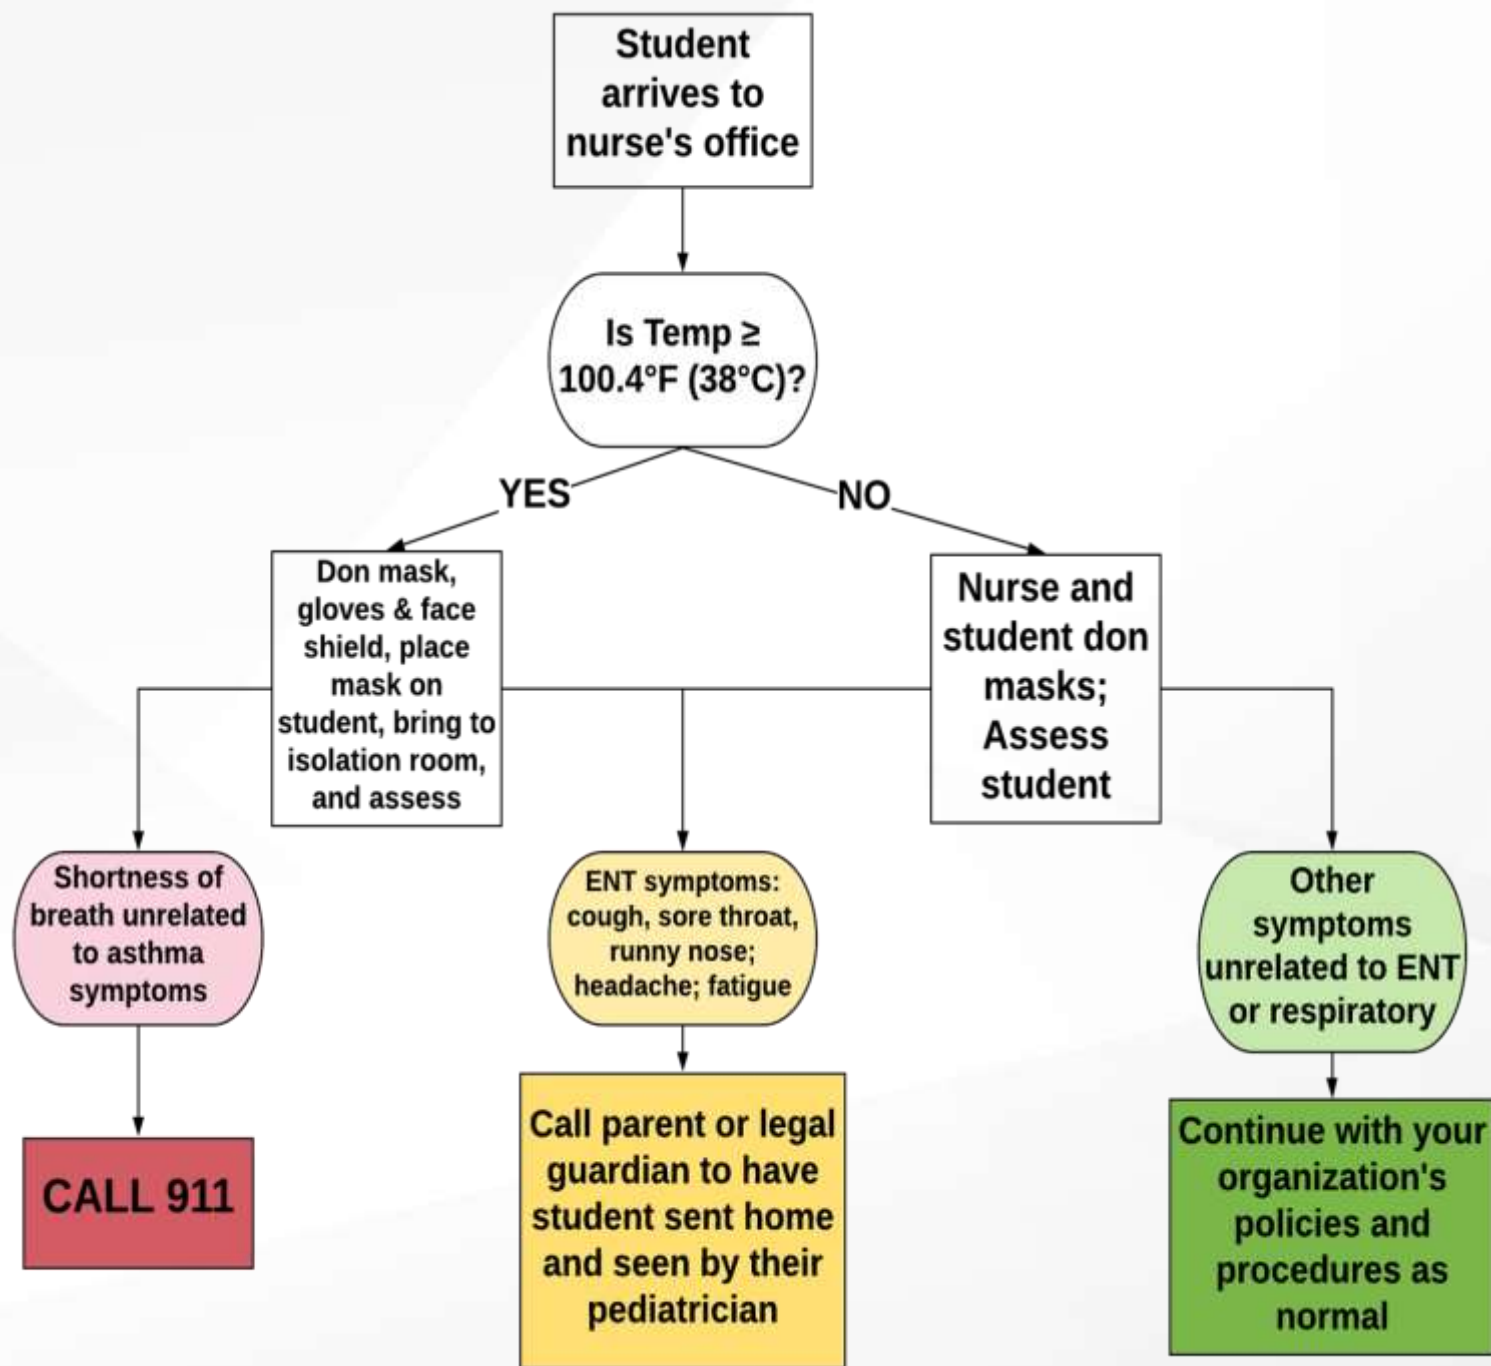 Student
arrives to
nurse's office
Is Temp ≥
100.4°F (38°C)?
YES
NO
Don mask,
gloves & face
shield, place
mask on
student, bring to
isolation room,
and assess
Nurse and
student don
masks;
Assess
student
Shortness of
breath unrelated
to asthma
symptoms
ENT symptoms:
cough, sore throat,
runny nose;
headache; fatigue
Other
symptoms
unrelated to ENT
or respiratory
CALL 911
Call parent or legal
guardian to have
student sent home
and seen by their
pediatrician
Continue with your
organization's
policies and
procedures as
normal